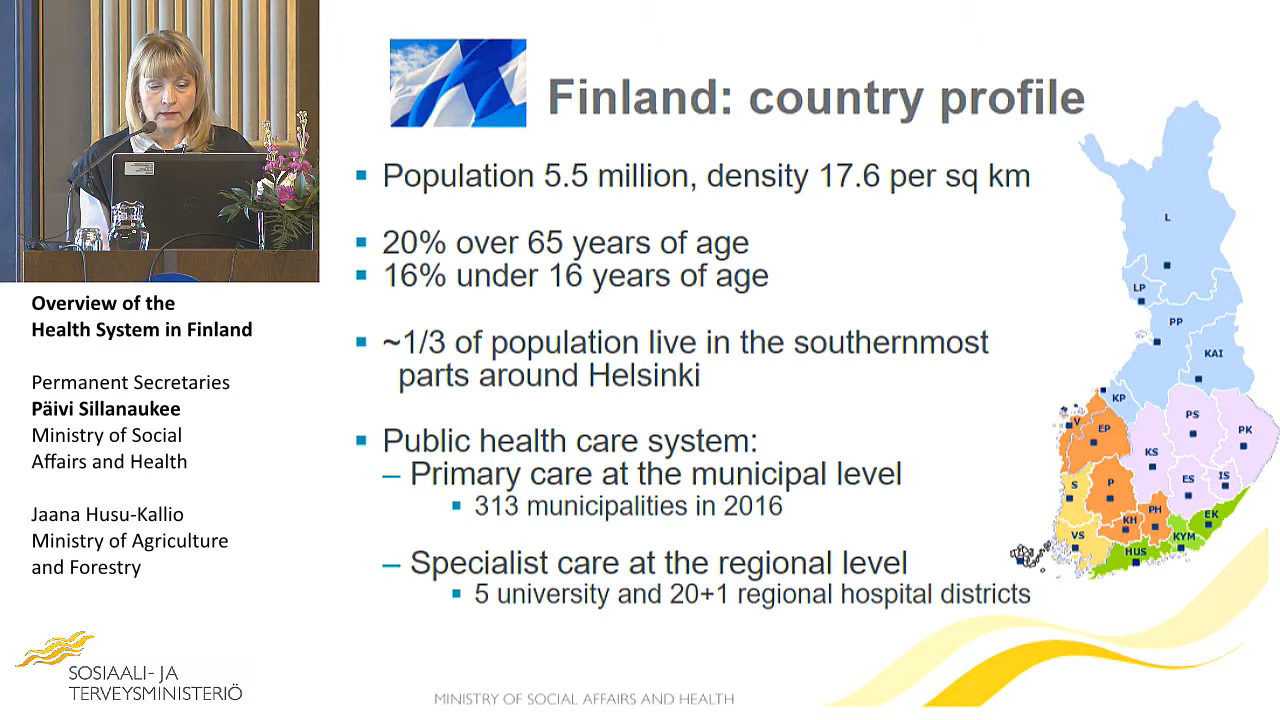 Finland: country profile
Population 5.5 million, density 17.6 per sq km
20% over 65 years of age
16% under 16 years of age
~1/3 of population live in the southernmost
parts around Helsinki
Public health care system:
– Primary care at the municipal level
313 municipalities in 2016
– Specialist care at the regional level
5 university and 20+1 regional hospital districts
L
LP
PP
KAI
KP
V
EP
PS
PK
KS
S
P
ES
IS
PH
KH
EK
VS
KYM
HUS
Overview of the
Health System in Finland
Permanent Secretaries
Päivi Sillanaukee
Ministry of Social
Affairs and Health
Jaana Husu-Kallio
Ministry of Agriculture
and Forestry
SOSIAALI- JA
TERVEYSMINISTERIÖ
MINISTRY OF SOCIAL AFFAIRS AND HEALTH